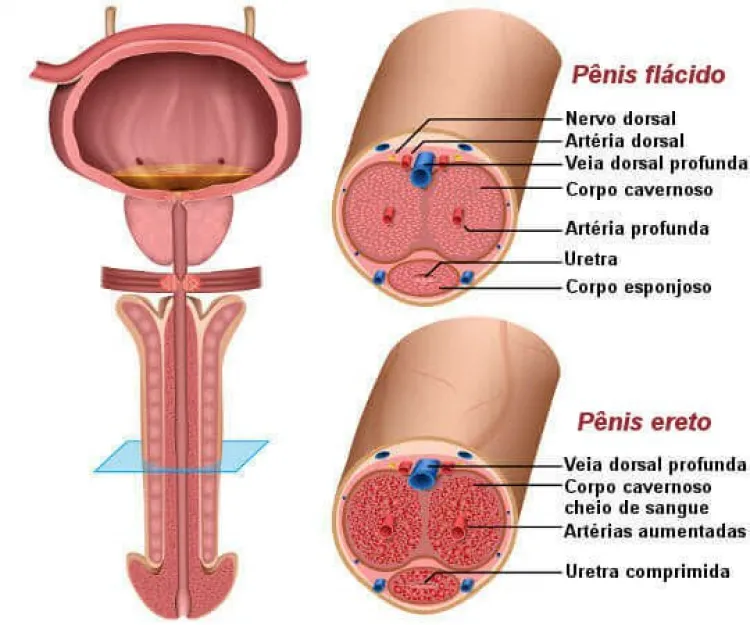 Pênis flácido
Nervo dorsal
Artéria dorsal
Veia dorsal profunda
Corpo cavernoso
Artéria profunda
Uretra
Corpo esponjoso
Pênis ereto
Veia dorsal profunda
Corpo cavernoso
cheio de sangue
Artérias aumentadas
Uretra comprimida